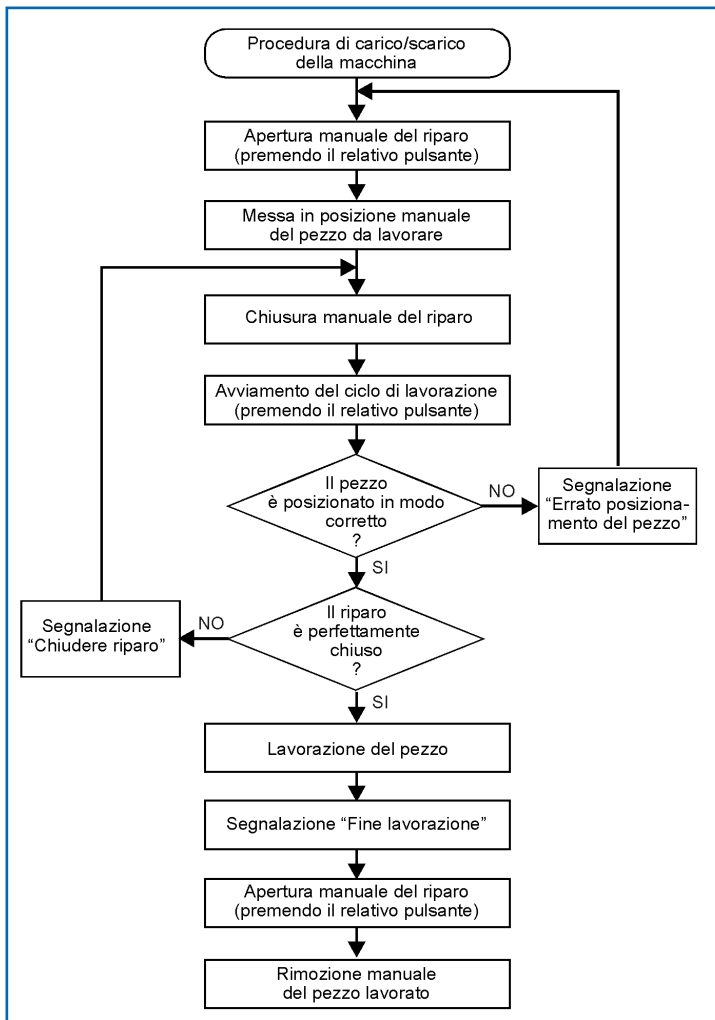 Procedura di carico/scarico
della macchina
Apertura manuale del riparo
(premendo il relativo pulsante)
Messa in posizione manuale
del pezzo da lavorare
Chiusura manuale del riparo
Avviamento del ciclo di lavorazione
(premendo il relativo pulsante)
Il pezzo
è posizionato in modo
corretto
?
NO
Segnalazione
“Errato posiziona-
mento del pezzo”
SI
Il riparo
è perfettamente
chiuso
?
NO
Segnalazione
“Chiudere riparo”
SI
Lavorazione del pezzo
Segnalazione “Fine lavorazione”
Apertura manuale del riparo
(premendo il relativo pulsante)
Rimozione manuale
del pezzo lavorato